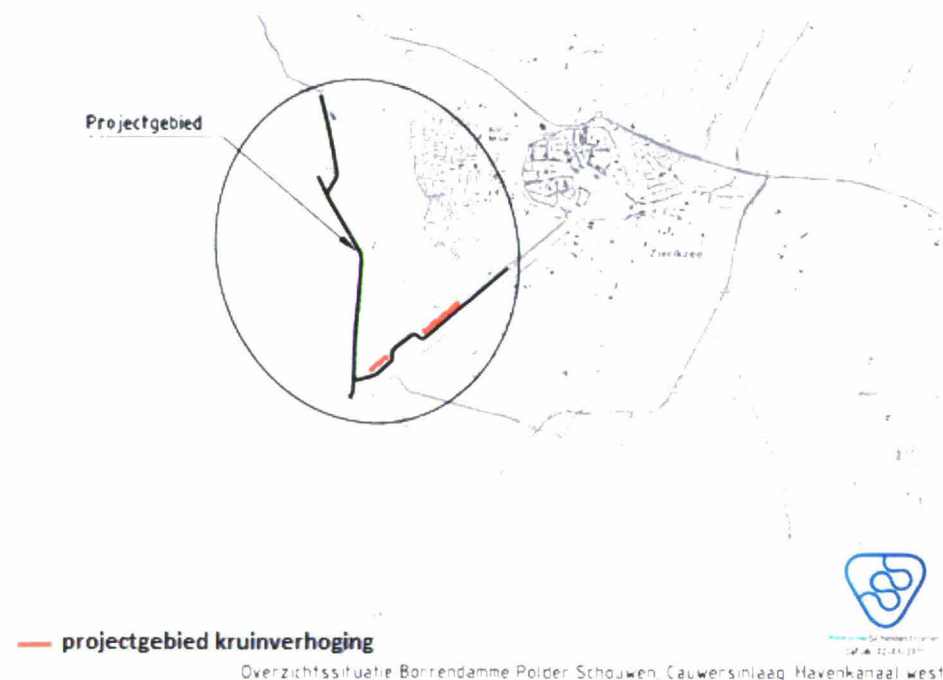 Projectgebied
Zierikzee
projectgebied kruinverhoging
Overzichtssituatie Borrendamme Polder Schouwen, Cauwersinlaag, Havenkanaal west